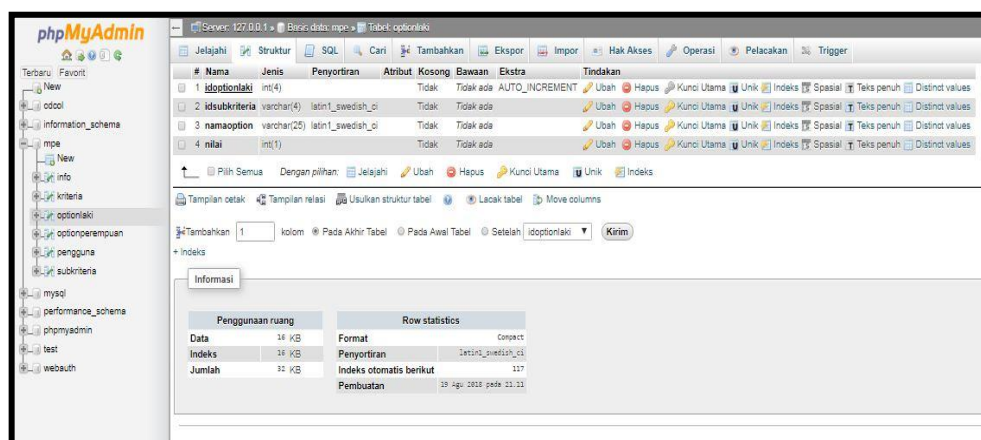 phpMyAdmin
Terbaru Favorit
New
cdcol
information_schema
mpe
New
info
kriteria
optionlaki
optionperempuan
pengguna
subkriteria
mysql
performance_schema
phpmyadmin
test
webauth
Server: 127.0.0.1 » Basis data: mpe » Tabel: optionlaki
Jelajahi Struktur SQL Cari Tambahkan Ekspor Impor Hak Akses Operasi Pelacakan Trigger
# Nama Jenis Penyortiran Atribut Kosong Bawaan Ekstra Tindakan
1 idoptionlaki int(4) Tidak Tidak ada AUTO_INCREMENT Ubah Hapus Kunci Utama Unik Indeks Spasial Teks penuh Distinct values
2 idsubkriteria varchar(4) latin1_swedish_ci Tidak Tidak ada Ubah Hapus Kunci Utama Unik Indeks Spasial Teks penuh Distinct values
3 namaoption varchar(25) latin1_swedish_ci Tidak Tidak ada Ubah Hapus Kunci Utama Unik Indeks Spasial Teks penuh Distinct values
4 nilai int(1) Tidak Tidak ada Ubah Hapus Kunci Utama Unik Indeks Spasial Teks penuh Distinct values
Pilih Semua Dengan pilihan: Jelajahi Ubah Hapus Kunci Utama Unik Indeks
Tampilan cetak Tampilan relasi Usulkan struktur tabel Lacak tabel Move columns
Tambahkan 1 kolom Pada Akhir Tabel Pada Awal Tabel Setelah idoptionlaki Kirim
+ Indeks
Informasi
Penggunaan ruang
Data 16 KB
Indeks 16 KB
Jumlah 32 KB
Row statistics
Format Compact
Penyortiran latin1_swedish_ci
Indeks otomatis berikut 117
Pembuatan 19 Agu 2018 pada 21.11